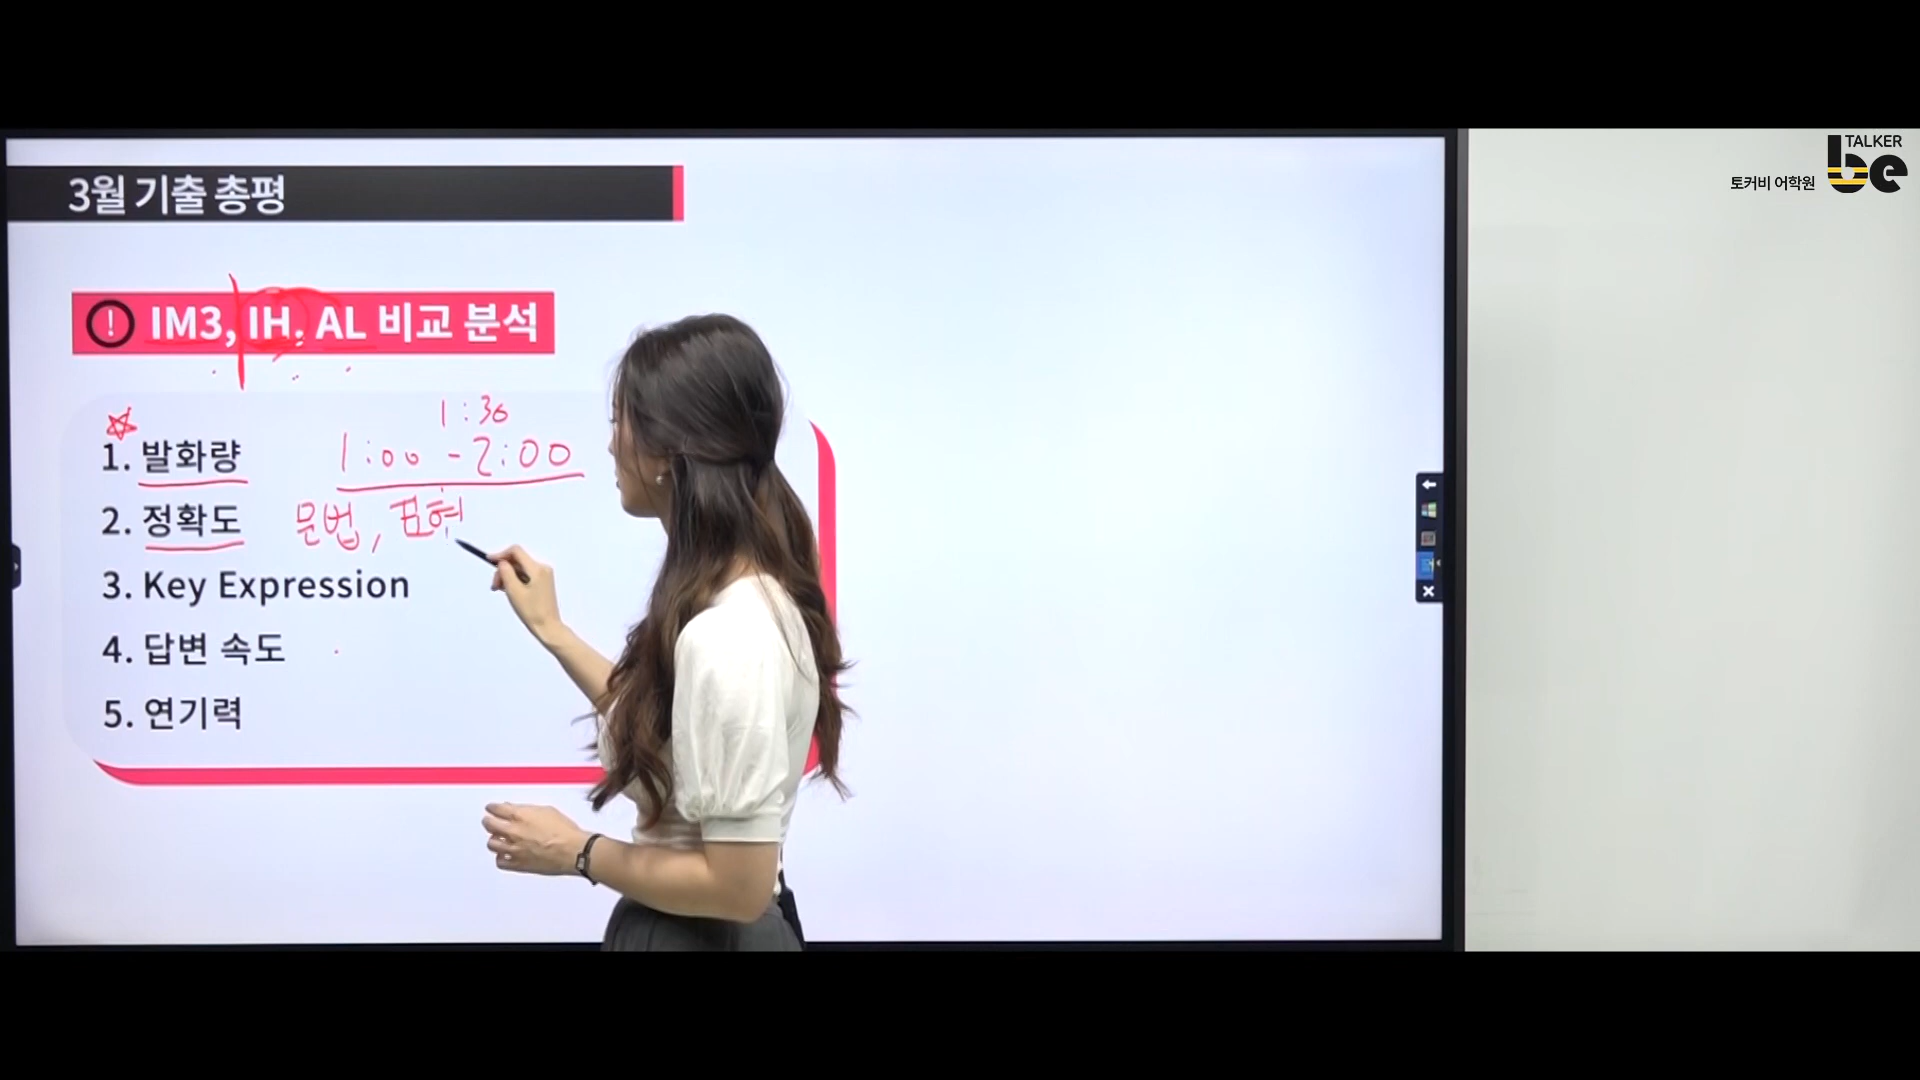 TALKER
be
토커비 어학원
3월 기출 총평
! IM3, IH, AL 비교 분석
1:30
1. 발화량 1:00 - 2:00
2. 정확도 문법, 표현
3. Key Expression
4. 답변 속도
5. 연기력